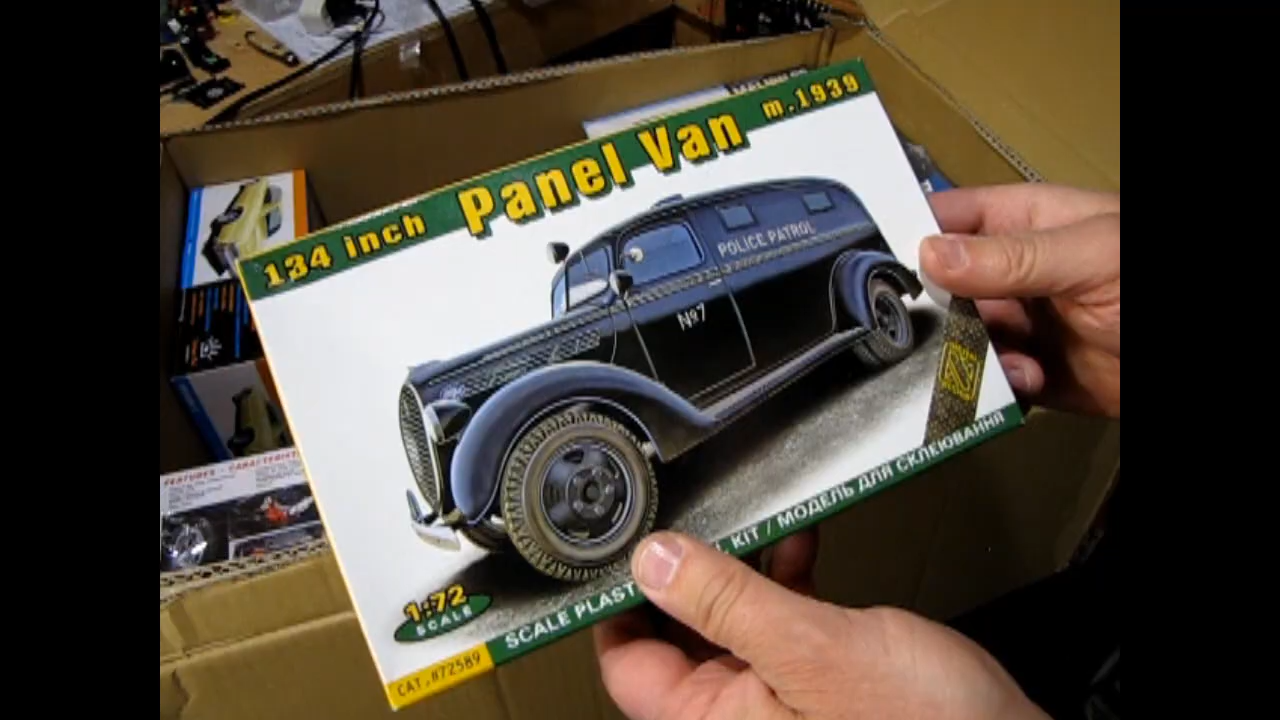 134 inch Panel Van m.1939
POLICE PATROL
№7
1:72
SCALE
SCALE PLAST KIT / МОДЕЛЬ ДЛЯ СКЛЕЮВАННЯ
CAT.#72589
FEATURES -